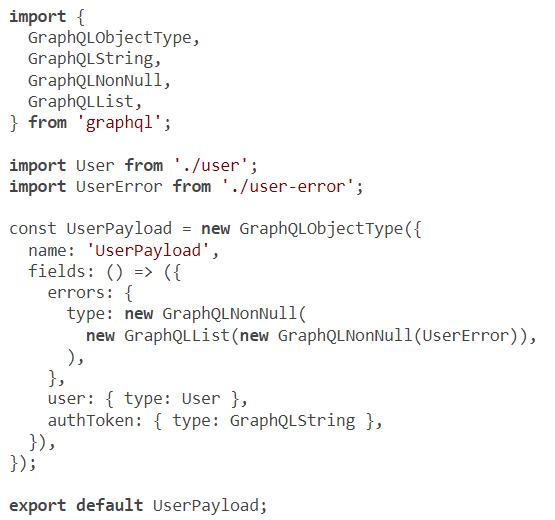 import {
  GraphQLObjectType,
  GraphQLString,
  GraphQLNonNull,
  GraphQLList,
} from 'graphql';

import User from './user';
import UserError from './user-error';

const UserPayload = new GraphQLObjectType({
  name: 'UserPayload',
  fields: () => ({
    errors: {
      type: new GraphQLNonNull(
        new GraphQLList(new GraphQLNonNull(UserError)),
      ),
    },
    user: { type: User },
    authToken: { type: GraphQLString },
  }),
});

export default UserPayload;